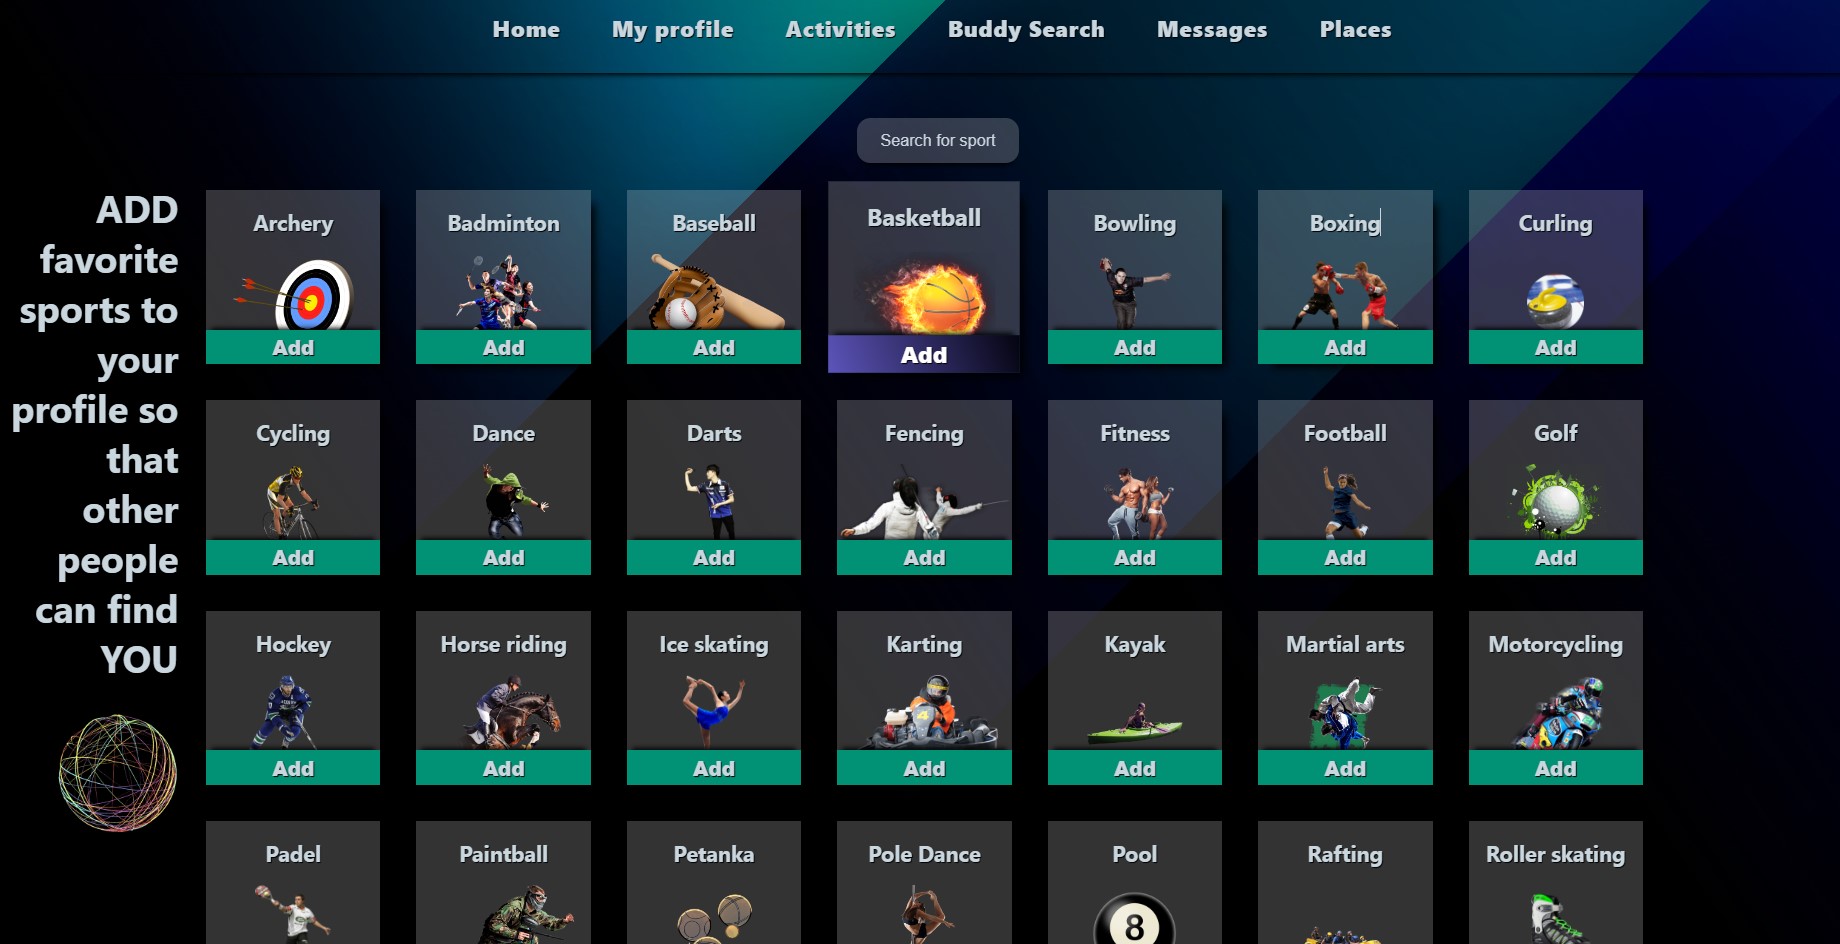 Home My profile Activities Buddy Search Messages Places
Search for sport
ADD
favorite
sports to
your
profile so
that
other
people
can find
YOU
Archery Badminton Baseball Basketball Bowling Boxing Curling
Add Add Add Add Add Add Add
Cycling Dance Darts Fencing Fitness Football Golf
Add Add Add Add Add Add Add
Hockey Horse riding Ice skating Karting Kayak Martial arts Motorcycling
4
Add Add Add Add Add Add Add
Padel Paintball Petanka Pole Dance Pool Rafting Roller skating
8